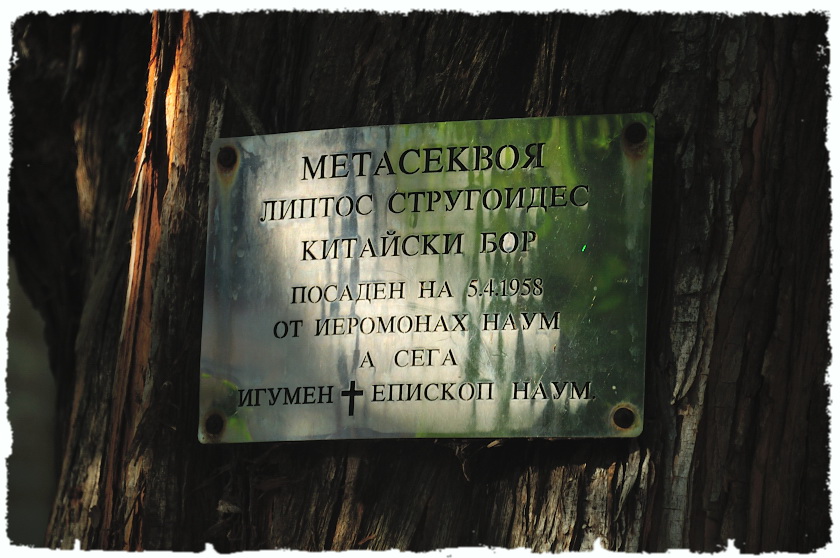 МЕТАСЕКВОЯ
ЛИПТОС СТРУГОИДЕС
КИТАЙСКИ БОР
ПОСАДЕН НА 5.4.1958
ОТ ИЕРОМОНАХ НАУМ
А СЕГА
ИГУМЕН ✝ ЕПИСКОП НАУМ.